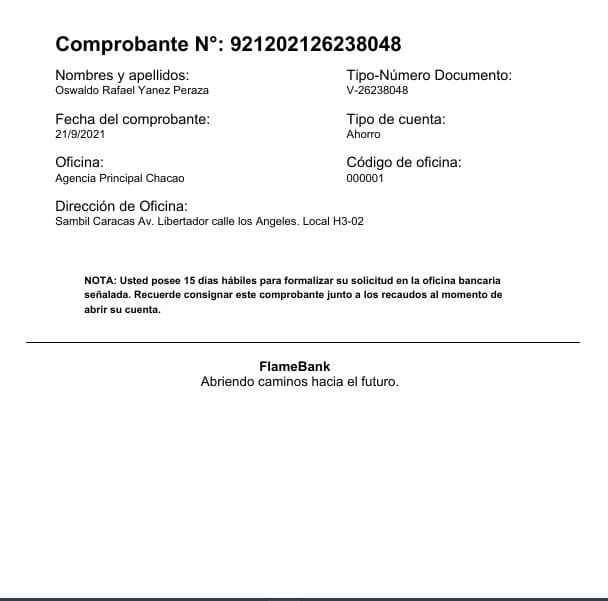 Comprobante N°: 921202126238048
Nombres y apellidos:
Oswaldo Rafael Yanez Peraza
Tipo-Número Documento:
V-26238048
Fecha del comprobante:
21/9/2021
Tipo de cuenta:
Ahorro
Oficina:
Agencia Principal Chacao
Código de oficina:
000001
Dirección de Oficina:
Sambil Caracas Av. Libertador calle los Angeles. Local H3-02
NOTA: Usted posee 15 días hábiles para formalizar su solicitud en la oficina bancaria
señalada. Recuerde consignar este comprobante junto a los recaudos al momento de
abrir su cuenta.
FlameBank
Abriendo caminos hacia el futuro.